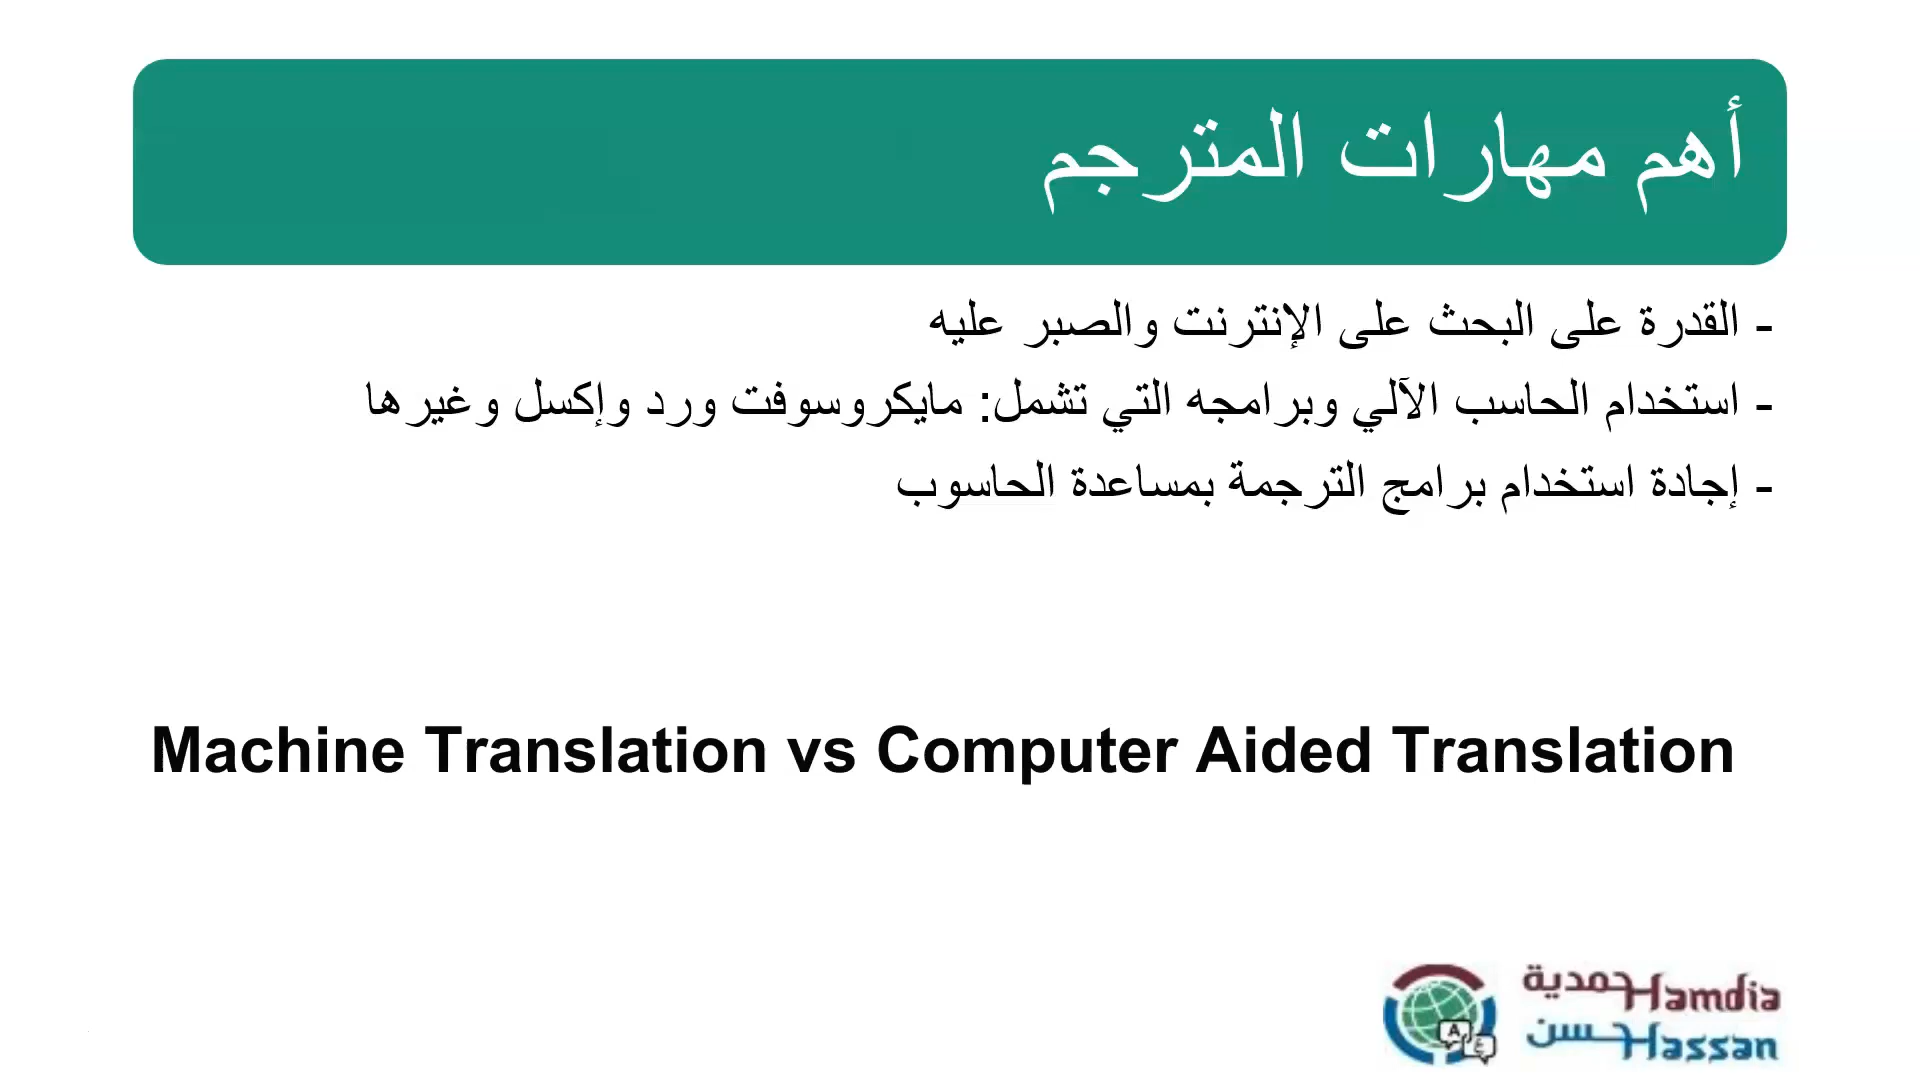 أهم مهارات المترجم
- القدرة على البحث على الإنترنت والصبر عليه
- استخدام الحاسب الآلي وبرامجه التي تشمل: مايكروسوفت ورد وإكسل وغيرها
- إجادة استخدام برامج الترجمة بمساعدة الحاسوب
Machine Translation vs Computer Aided Translation
حمدية Hamdia
حسن Hassan
A ع